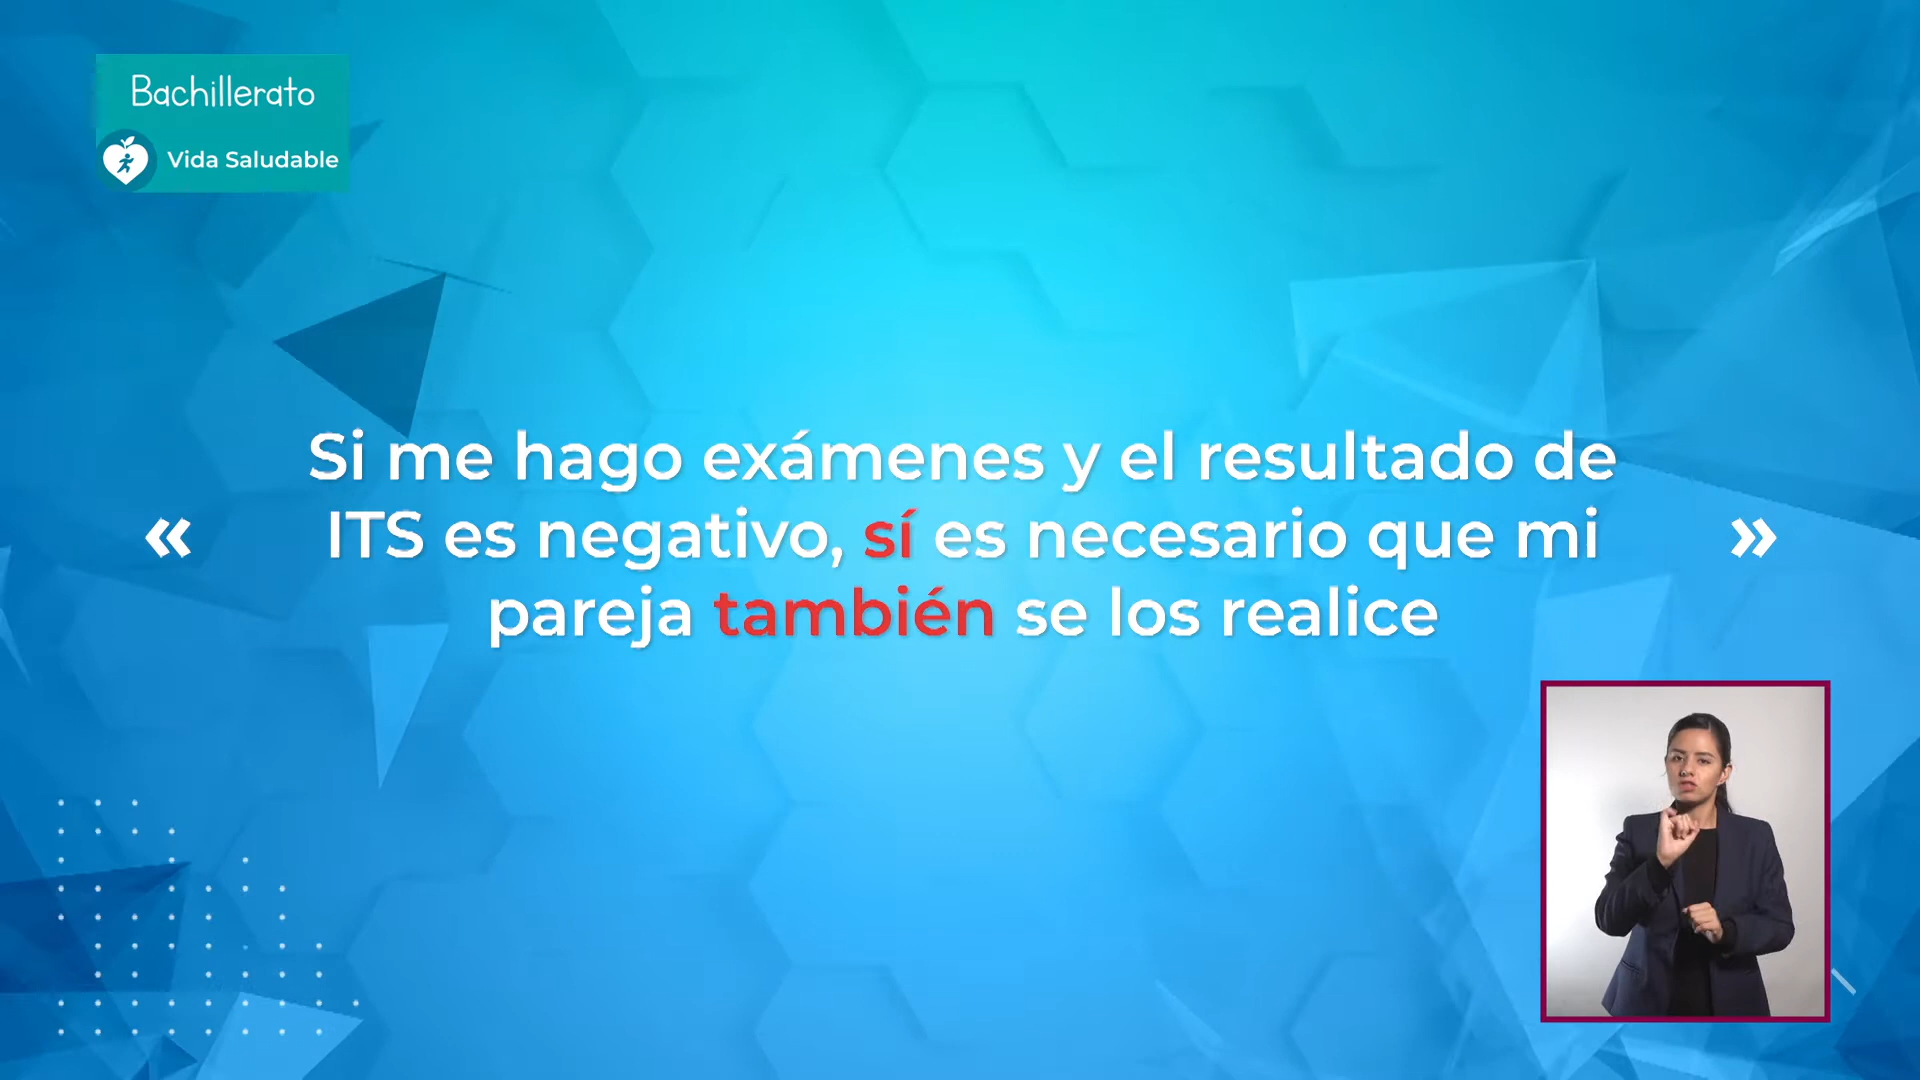 Bachillerato
Vida Saludable
Si me hago exámenes y el resultado de
« ITS es negativo, sí es necesario que mi »
pareja también se los realice